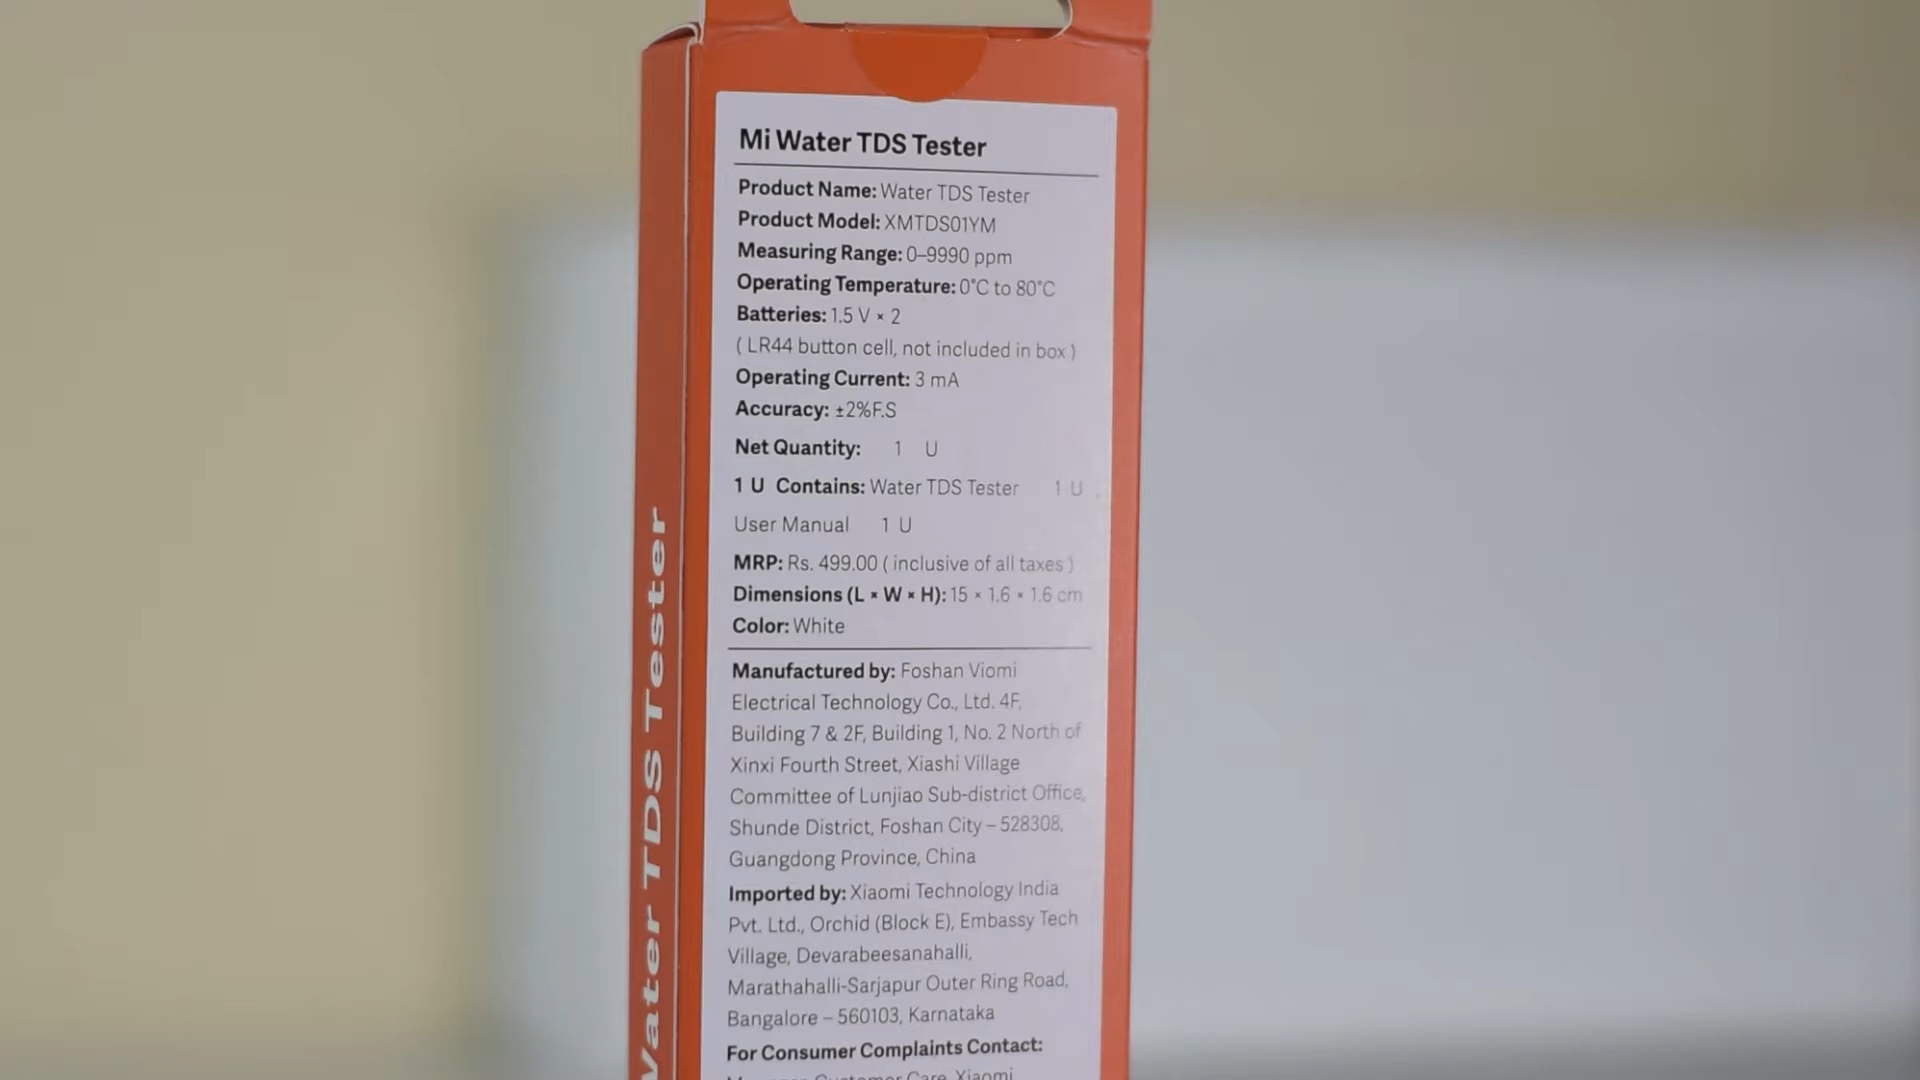 Mi Water TDS Tester
Product Name: Water TDS Tester
Product Model: XMTDS01YM
Measuring Range: 0–9990 ppm
Operating Temperature: 0°C to 80°C
Batteries: 1.5 V × 2
( LR44 button cell, not included in box )
Operating Current: 3 mA
Accuracy: ±2%F.S
Net Quantity: 1 U
1 U Contains: Water TDS Tester 1 U ,
User Manual 1 U
MRP: Rs. 499.00 ( inclusive of all taxes )
Dimensions (L × W × H): 15 × 1.6 × 1.6 cm
Color: White
Manufactured by: Foshan Viomi
Electrical Technology Co., Ltd. 4F,
Building 7 & 2F, Building 1, No. 2 North of
Xinxi Fourth Street, Xiashi Village
Committee of Lunjiao Sub-district Office,
Shunde District, Foshan City – 528308,
Guangdong Province, China
Imported by: Xiaomi Technology India
Pvt. Ltd., Orchid (Block E), Embassy Tech
Village, Devarabeesanahalli,
Marathahalli-Sarjapur Outer Ring Road,
Bangalore – 560103, Karnataka
For Consumer Complaints Contact:
Customer Care, Xiaomi
Water TDS Tester